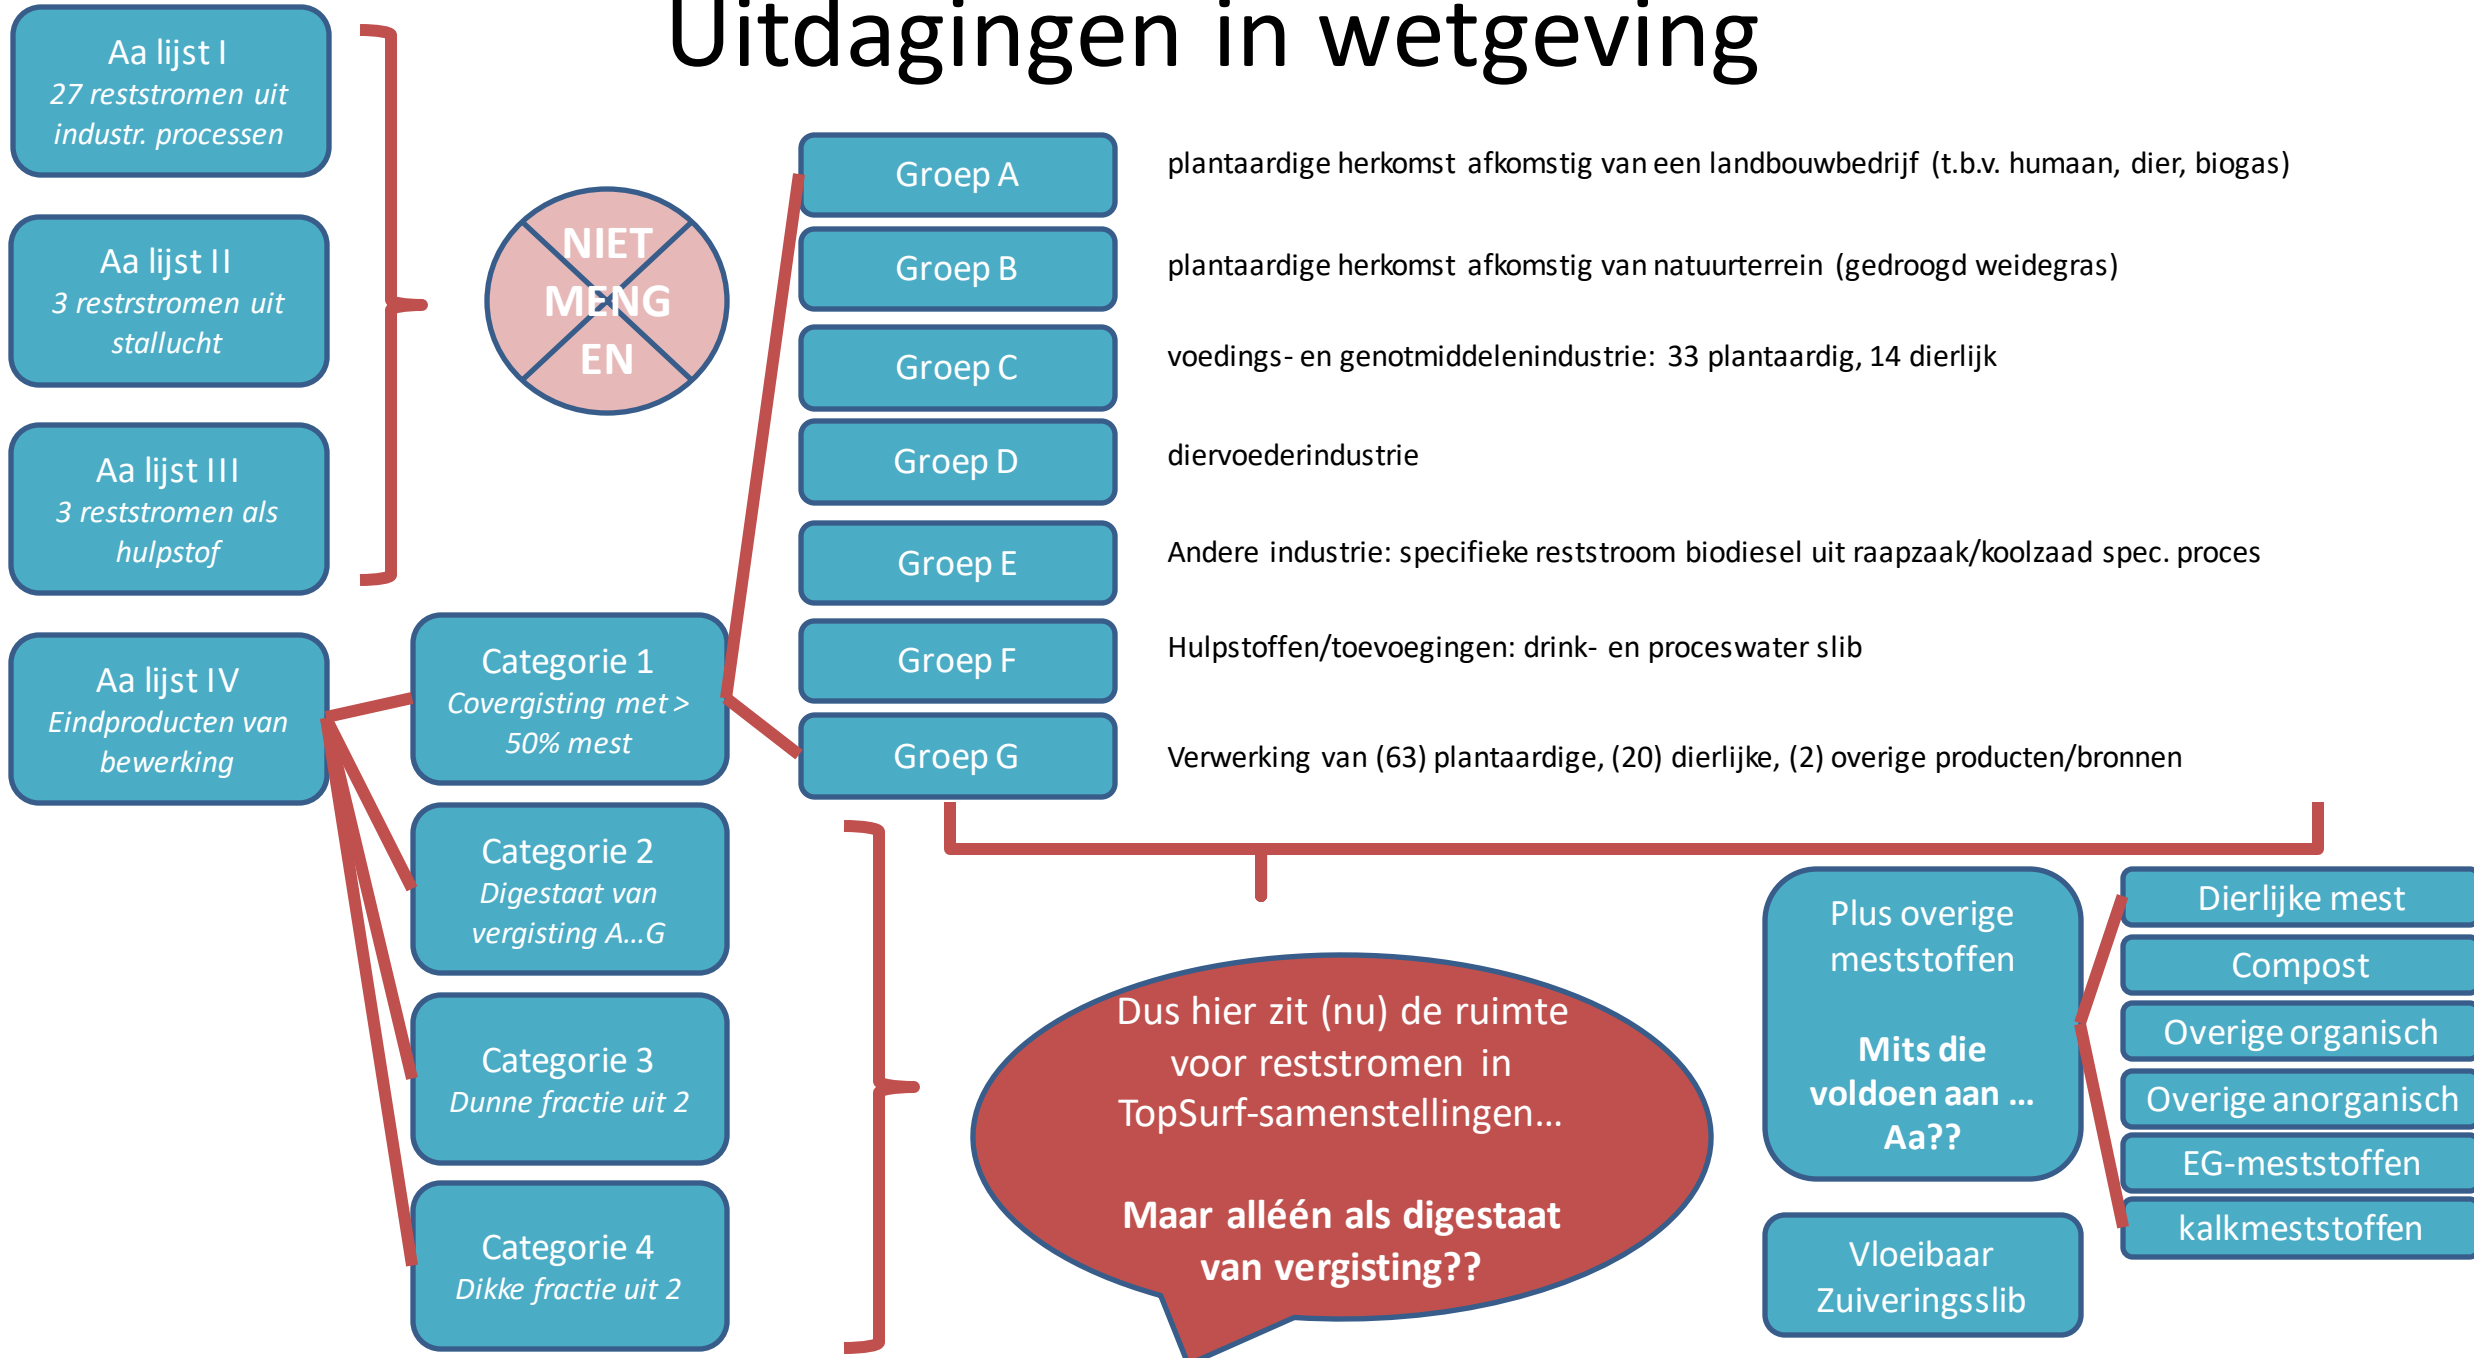 Uitdagingen in wetgeving
Aa lijst I
27 reststromen uit
industr. processen
Aa lijst II
3 restrstromen uit
stallucht
Aa lijst III
3 reststromen als
hulpstof
Aa lijst IV
Eindproducten van
bewerking
NIET
MENG
EN
Categorie 1
Covergisting met >
50% mest
Categorie 2
Digestaat van
vergisting A...G
Categorie 3
Dunne fractie uit 2
Categorie 4
Dikke fractie uit 2
Groep A
plantaardige herkomst afkomstig van een landbouwbedrijf (t.b.v. humaan, dier, biogas)
Groep B
plantaardige herkomst afkomstig van natuurterrein (gedroogd weidegras)
Groep C
voedings- en genotmiddelenindustrie: 33 plantaardig, 14 dierlijk
Groep D
diervoederindustrie
Groep E
Andere industrie: specifieke reststroom biodiesel uit raapzaak/koolzaad spec. proces
Groep F
Hulpstoffen/toevoegingen: drink- en proceswater slib
Groep G
Verwerking van (63) plantaardige, (20) dierlijke, (2) overige producten/bronnen
Dus hier zit (nu) de ruimte
voor reststromen in
TopSurf-samenstellingen...
Maar alléén als digestaat
van vergisting??
Plus overige
meststoffen
Mits die
voldoen aan ...
Aa??
Vloeibaar
Zuiveringsslib
Dierlijke mest
Compost
Overige organisch
Overige anorganisch
EG-meststoffen
kalkmeststoffen